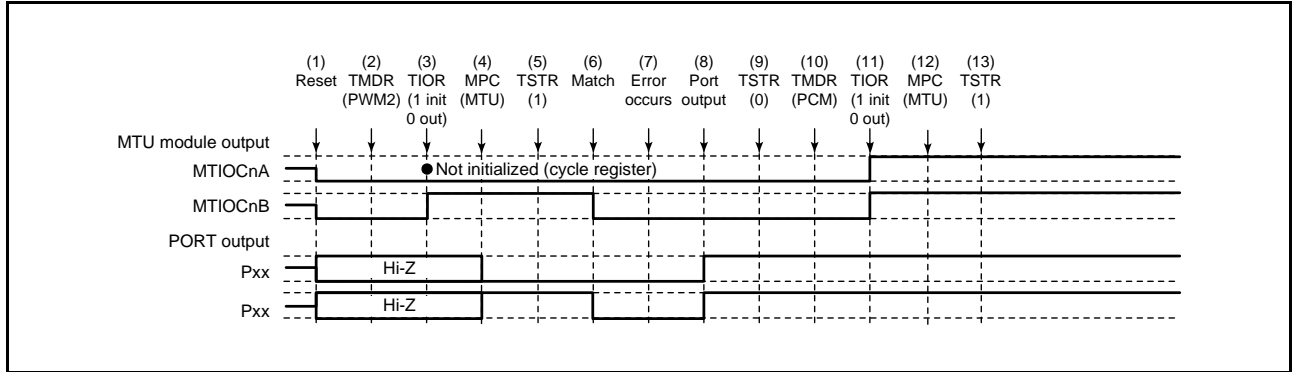 (1) (2) (3) (4) (5) (6) (7) (8) (9) (10) (11) (12) (13)
Reset TMDR TIOR MPC TSTR Match Error Port TSTR TMDR TIOR MPC TSTR
(PWM2) (1 init (MTU) (1) occurs output (0) (PCM) (1 init (MTU) (1)
0 out) 0 out)
MTU module output
MTIOCnA
Not initialized (cycle register)
MTIOCnB
PORT output
Pxx Hi-Z
Pxx Hi-Z